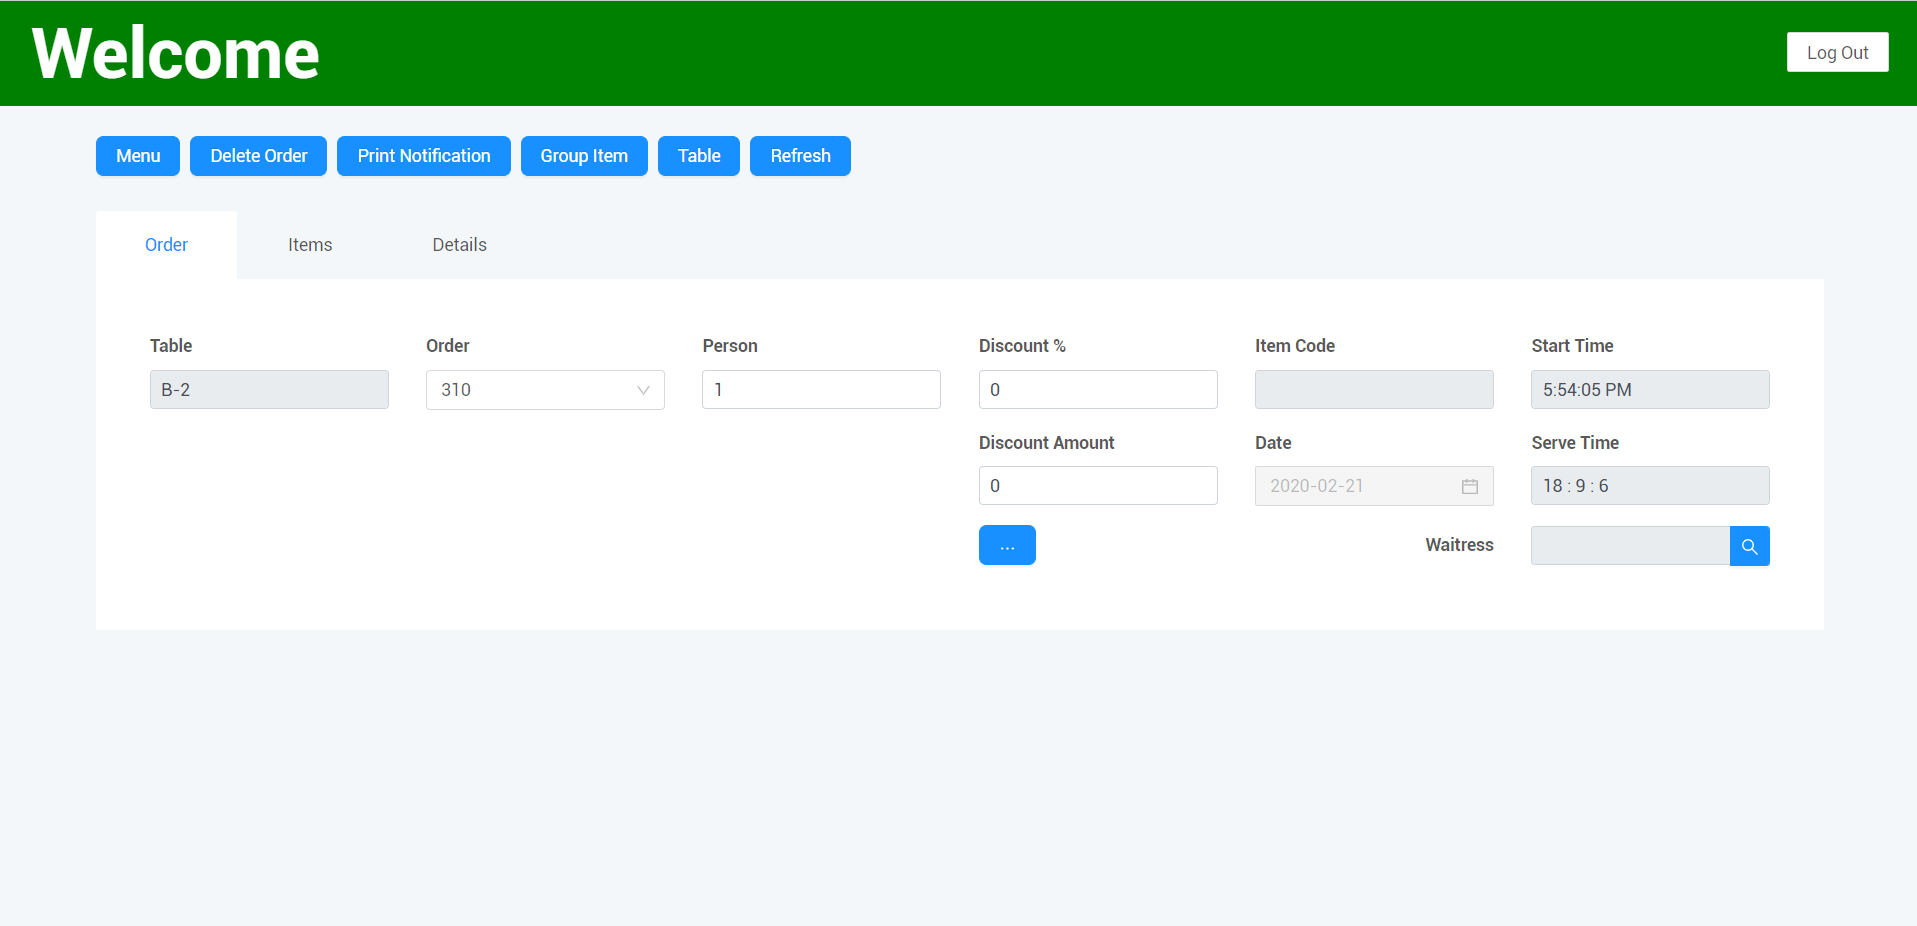 Welcome
Log Out
Menu Delete Order Print Notification Group Item Table Refresh
Order Items Details
Table Order Person Discount % Item Code Start Time
B-2 310 1 0 5:54:05 PM
Discount Amount Date Serve Time
0 2020-02-21 18 : 9 : 6
... Waitress